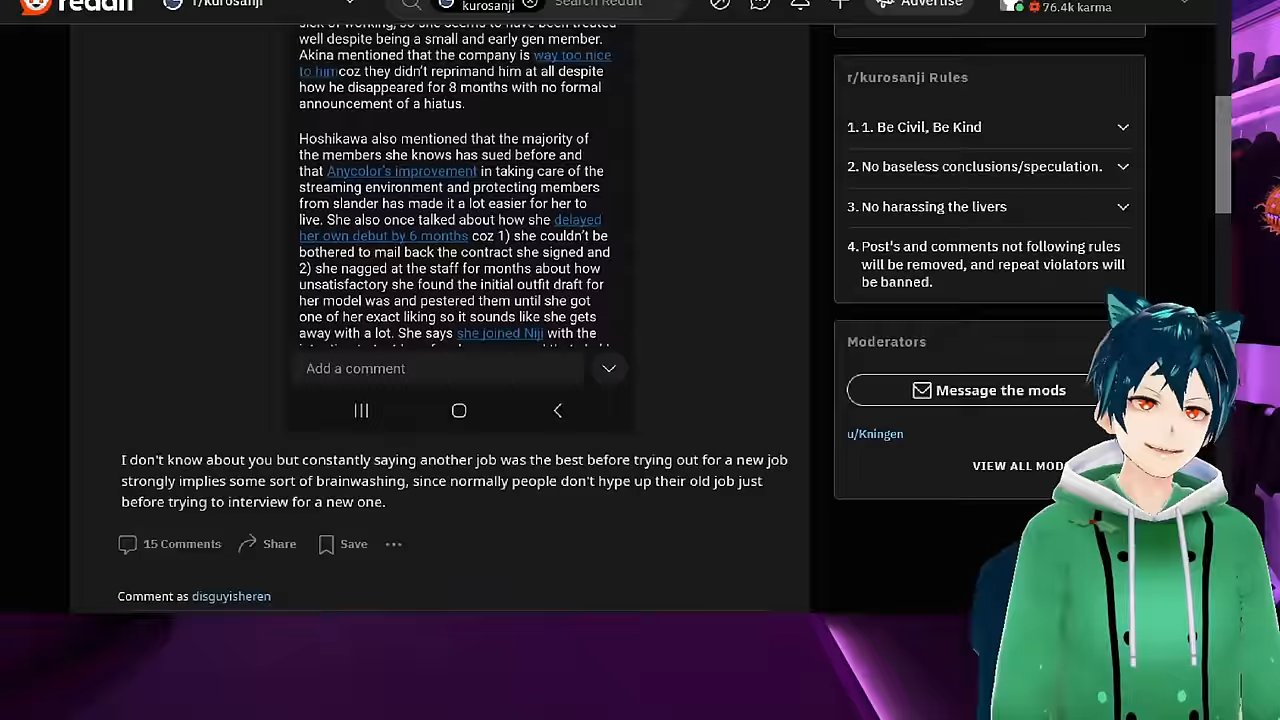 reddit
r/kurosanji
kurosanji
Search Reddit
Advertise
76.4k karma
sick of working, so she seems to have been treated
well despite being a small and early gen member.
Akina mentioned that the company is way too nice
to himcoz they didn't reprimand him at all despite
how he disappeared for 8 months with no formal
announcement of a hiatus.
Hoshikawa also mentioned that the majority of
the members she knows has sued before and
that Anycolor's improvement in taking care of the
streaming environment and protecting members
from slander has made it a lot easier for her to
live. She also once talked about how she delayed
her own debut by 6 months coz 1) she couldn't be
bothered to mail back the contract she signed and
2) she nagged at the staff for months about how
unsatisfactory she found the initial outfit draft for
her model was and pestered them until she got
one of her exact liking so it sounds like she gets
away with a lot. She says she joined Niji with the
Add a comment
I don't know about you but constantly saying another job was the best before trying out for a new job
strongly implies some sort of brainwashing, since normally people don't hype up their old job just
before trying to interview for a new one.
15 Comments Share Save
Comment as disguyisheren
r/kurosanji Rules
1. 1. Be Civil, Be Kind
2. No baseless conclusions/speculation.
3. No harassing the livers
4. Post's and comments not following rules
will be removed, and repeat violators will
be banned.
Moderators
Message the mods
u/Kningen
VIEW ALL MOD